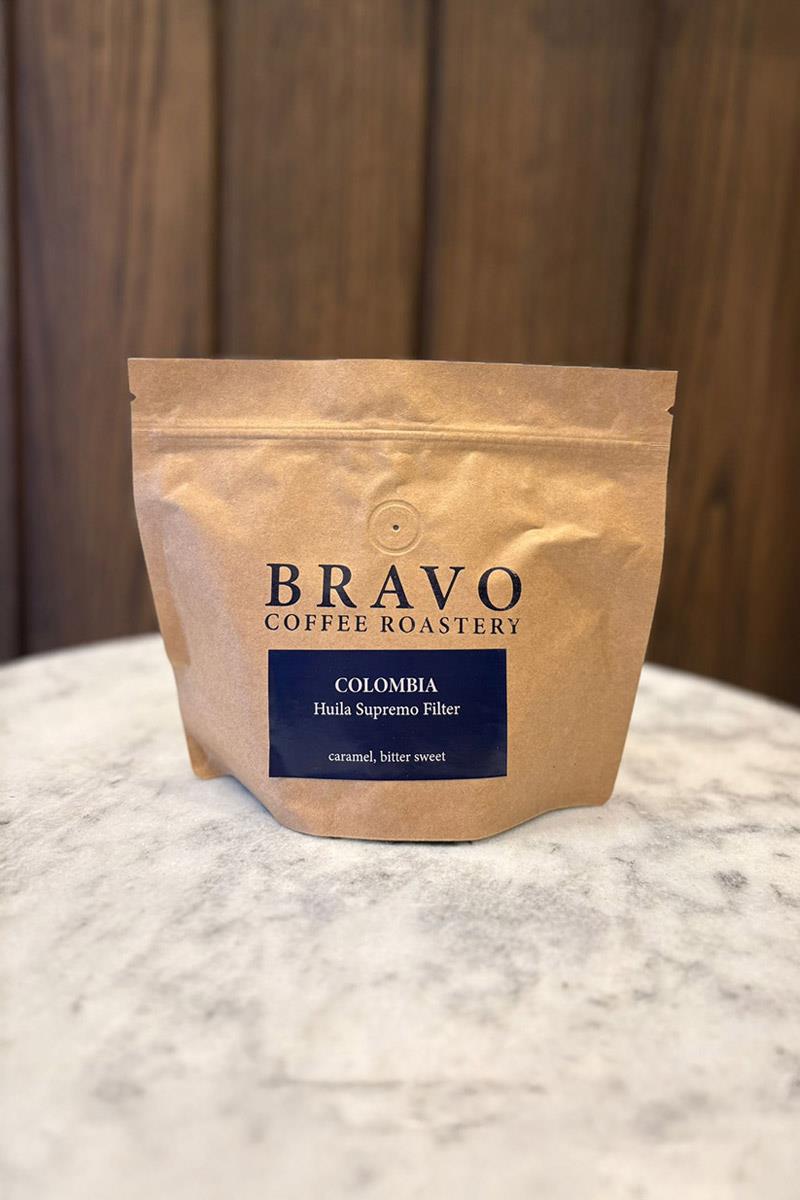 BRAVO
COFFEE ROASTERY
COLOMBIA
Huila Supremo Filter
caramel, bitter sweet